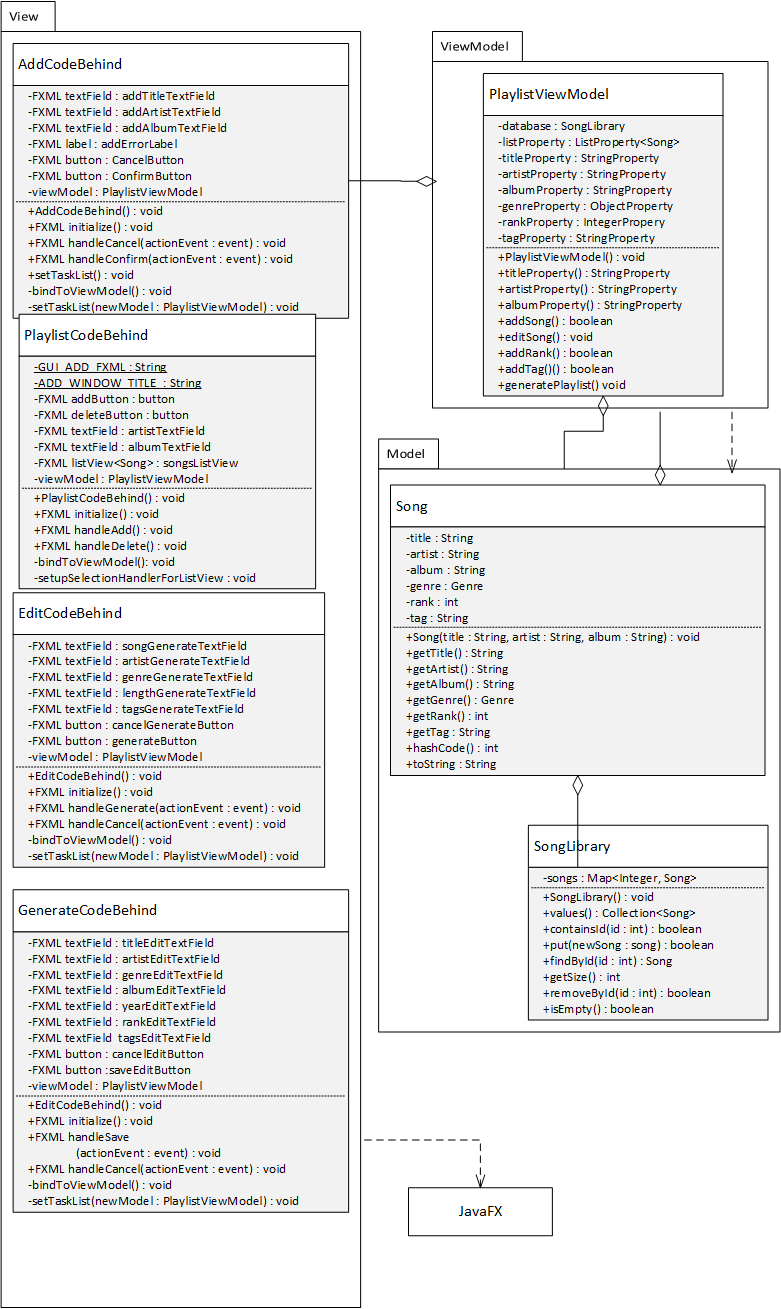 View
AddCodeBehind
-FXML textField : addTitleTextField
-FXML textField : addArtistTextField
-FXML textField : addAlbumTextField
-FXML label : addErrorLabel
-FXML button : CancelButton
-FXML button : ConfirmButton
-viewModel : PlaylistViewModel
+AddCodeBehind() : void
+FXML initialize() : void
+FXML handleCancel(actionEvent : event) : void
+FXML handleConfirm(actionEvent : event) : void
+setTaskList() : void
-bindToViewModel() : void
-setTaskList(newModel : PlaylistViewModel) : void
PlaylistCodeBehind
-GUI_ADD_FXML : String
-ADD_WINDOW_TITLE : String
-FXML addButton : button
-FXML deleteButton : button
-FXML textField : artistTextField
-FXML textField : albumTextField
-FXML listView<Song> : songsListView
-viewModel : PlaylistViewModel
+PlaylistCodeBehind() : void
+FXML initialize() : void
+FXML handleAdd() : void
+FXML handleDelete() : void
-bindToViewModel(): void
-setupSelectionHandlerForListView : void
EditCodeBehind
-FXML textField : songGenerateTextField
-FXML textField : artistGenerateTextField
-FXML textField : genreGenerateTextField
-FXML textField : lengthGenerateTextField
-FXML textField : tagsGenerateTextField
-FXML button : cancelGenerateButton
-FXML button : generateButton
-viewModel : PlaylistViewModel
+EditCodeBehind() : void
+FXML initialize() : void
+FXML handleGenerate(actionEvent : event) : void
+FXML handleCancel(actionEvent : event) : void
-bindToViewModel() : void
-setTaskList(newModel : PlaylistViewModel) : void
GenerateCodeBehind
-FXML textField : titleEditTextField
-FXML textField : artistEditTextField
-FXML textField : genreEditTextField
-FXML textField : albumEditTextField
-FXML textField : yearEditTextField
-FXML textField : rankEditTextField
-FXML textField tagsEditTextField
-FXML button : cancelEditButton
-FXML button :saveEditButton
-viewModel : PlaylistViewModel
+EditCodeBehind() : void
+FXML initialize() : void
+FXML handleSave
(actionEvent : event) : void
+FXML handleCancel(actionEvent : event) : void
-bindToViewModel() : void
-setTaskList(newModel : PlaylistViewModel) : void
ViewModel
PlaylistViewModel
-database : SongLibrary
-listProperty : ListProperty<Song>
-titleProperty : StringProperty
-artistProperty : StringProperty
-albumProperty : StringProperty
-genreProperty : ObjectProperty
-rankProperty : IntegerPropery
-tagProperty : StringProperty
+PlaylistViewModel() : void
+titleProperty() : StringProperty
+artistProperty() : StringProperty
+albumProperty() : StringProperty
+addSong() : boolean
+editSong() : void
+addRank() : boolean
+addTag()() : boolean
+generatePlaylist() void
Model
Song
-title : String
-artist : String
-album : String
-genre : Genre
-rank : int
-tag : String
+Song(title : String, artist : String, album : String) : void
+getTitle() : String
+getArtist() : String
+getAlbum() : String
+getGenre() : Genre
+getRank() : int
+getTag : String
+hashCode() : int
+toString : String
SongLibrary
-songs : Map<Integer, Song>
+SongLibrary() : void
+values() : Collection<Song>
+containsId(id : int) : boolean
+put(newSong : song) : boolean
+findById(id : int) : Song
+getSize() : int
+removeById(id : int) : boolean
+isEmpty() : boolean
JavaFX